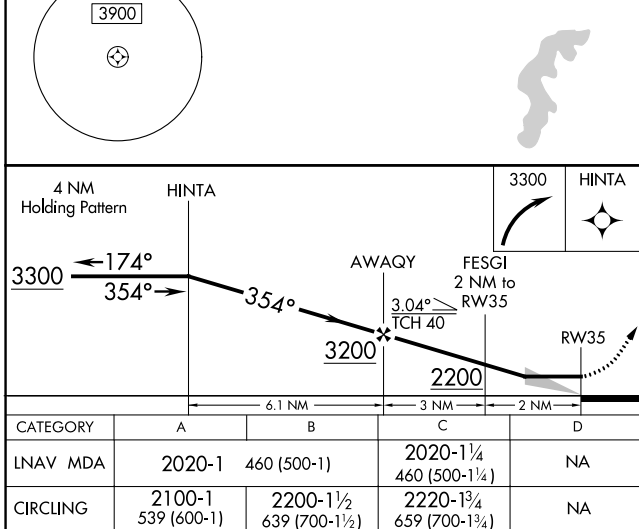 3900
4 NM
Holding Pattern
HINTA
3300
HINTA
174°
3300
354°
354°
AWAQY
FESGI
2 NM to
RW35
3.04°
TCH 40
3200
2200
RW35
6.1 NM
3 NM
2 NM
CATEGORY A B C D
LNAV MDA 2020-1 460 (500-1) 2020-1¼ 460 (500-1¼) NA
CIRCLING 2100-1 539 (600-1) 2200-1½ 639 (700-1½) 2220-1¾ 659 (700-1¾) NA